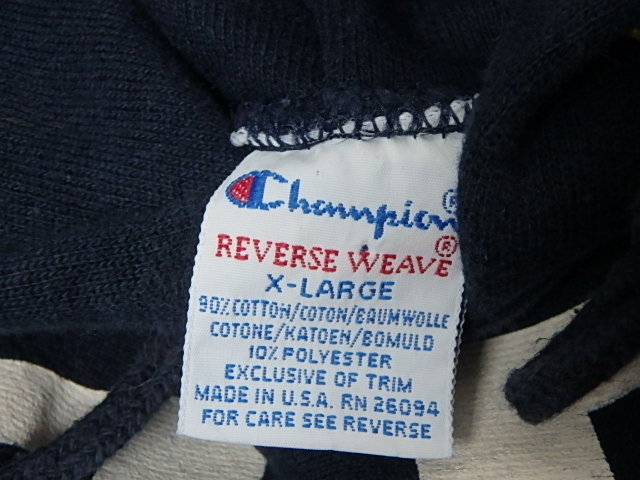 Champion®
REVERSE WEAVE®
X-LARGE
90% COTTON/COTON/BAUMWOLLE
COTONE/KATOEN/BOMULD
10% POLYESTER
EXCLUSIVE OF TRIM
MADE IN U.S.A. RN 26094
FOR CARE SEE REVERSE